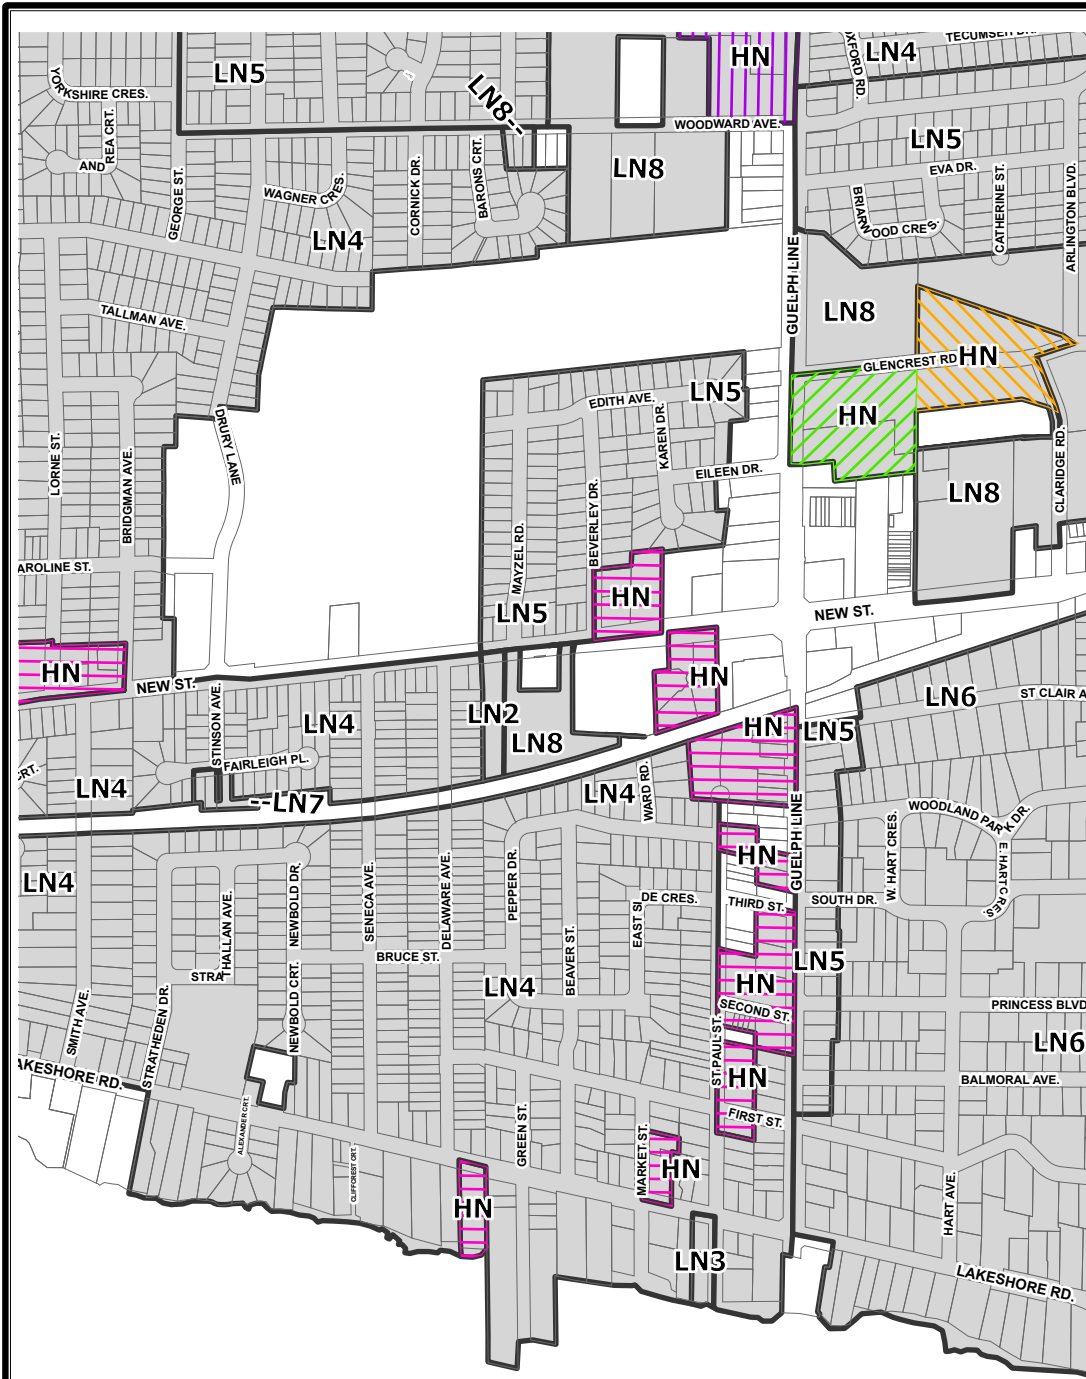 TECUMSEH DR.
OXFORD RD.
LN4
HN
LN5
YORKSHIRE CRES.
LN8--
WOODWARD AVE.
REA CRT.
AND
LN5
EVA DR.
LN8
BARONS CRT.
CORNICK DR.
GEORGE ST.
WAGNER CRES.
CATHERINE ST.
ARLINGTON BLVD.
BRIARWOOD CRES.
LN4
GUELPH LINE
TALLMAN AVE.
LN8
GLENCREST RD.
HN
EDITH AVE.
LN5
HN
KAREN DR.
DRURY LANE
LORNE ST.
BRIDGMAN AVE.
EILEEN DR.
CLARIDGE RD.
LN8
BEVERLEY DR.
MAYZEL RD.
AROLINE ST.
HN
LN5
NEW ST.
HN
NEW ST.
HN
STINSON AVE.
LN4
LN2
LN6
ST CLAIR A
HN
LN5
LN8
FAIRLEIGH PL.
CRT.
LN4
--LN7
LN4
WARD RD.
GUELPH LINE
WOODLAND PARK DR.
HN
W. HART CRES.
E. HART CRES.
LN4
SENECA AVE.
DELAWARE AVE.
PEPPER DR.
NEWBOLD DR.
THALLAN AVE.
EAST SIDE CRES.
THIRD ST.
SOUTH DR.
BEAVER ST.
BRUCE ST.
LN5
STRA
LN4
HN
NEWBOLD CRT.
SMITH AVE.
STRATHEDEN DR.
SECOND ST.
PRINCESS BLVD
LN6
ST.PAUL ST.
AKESHORE RD.
HN
BALMORAL AVE.
ALEXANDER CRT.
GREEN ST.
FIRST ST.
MARKET ST.
CLIFFCREST CRT.
HN
HART AVE.
HN
LN3
LAKESHORE RD.